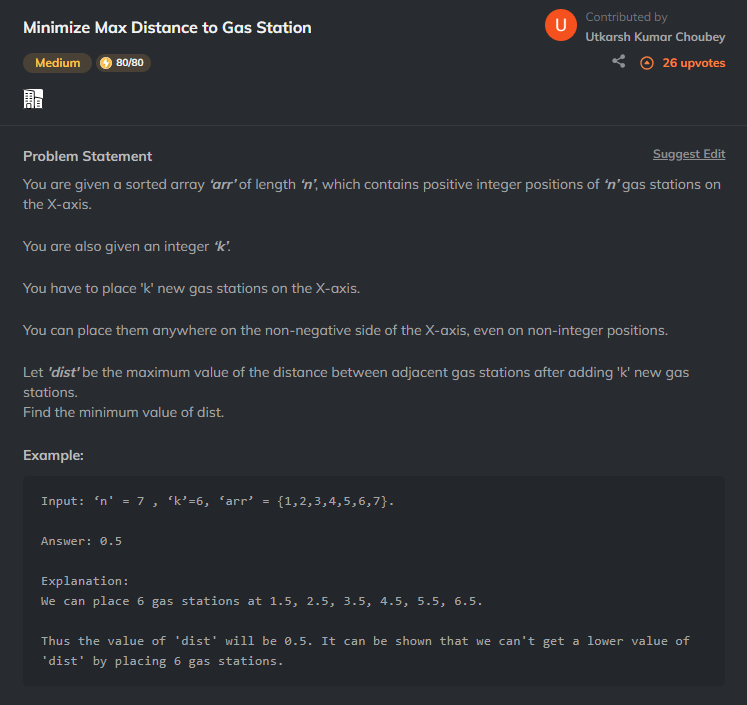 Minimize Max Distance to Gas Station
U
Contributed by
Utkarsh Kumar Choubey
Medium
80/80
26 upvotes
Problem Statement
Suggest Edit
You are given a sorted array ‘arr’ of length ‘n’, which contains positive integer positions of ‘n’ gas stations on
the X-axis.
You are also given an integer ‘k’.
You have to place 'k' new gas stations on the X-axis.
You can place them anywhere on the non-negative side of the X-axis, even on non-integer positions.
Let 'dist' be the maximum value of the distance between adjacent gas stations after adding 'k' new gas
stations.
Find the minimum value of dist.
Example:
Input: ‘n' = 7 , ‘k’=6, ‘arr’ = {1,2,3,4,5,6,7}.
Answer: 0.5
Explanation:
We can place 6 gas stations at 1.5, 2.5, 3.5, 4.5, 5.5, 6.5.
Thus the value of 'dist' will be 0.5. It can be shown that we can't get a lower value of
'dist' by placing 6 gas stations.